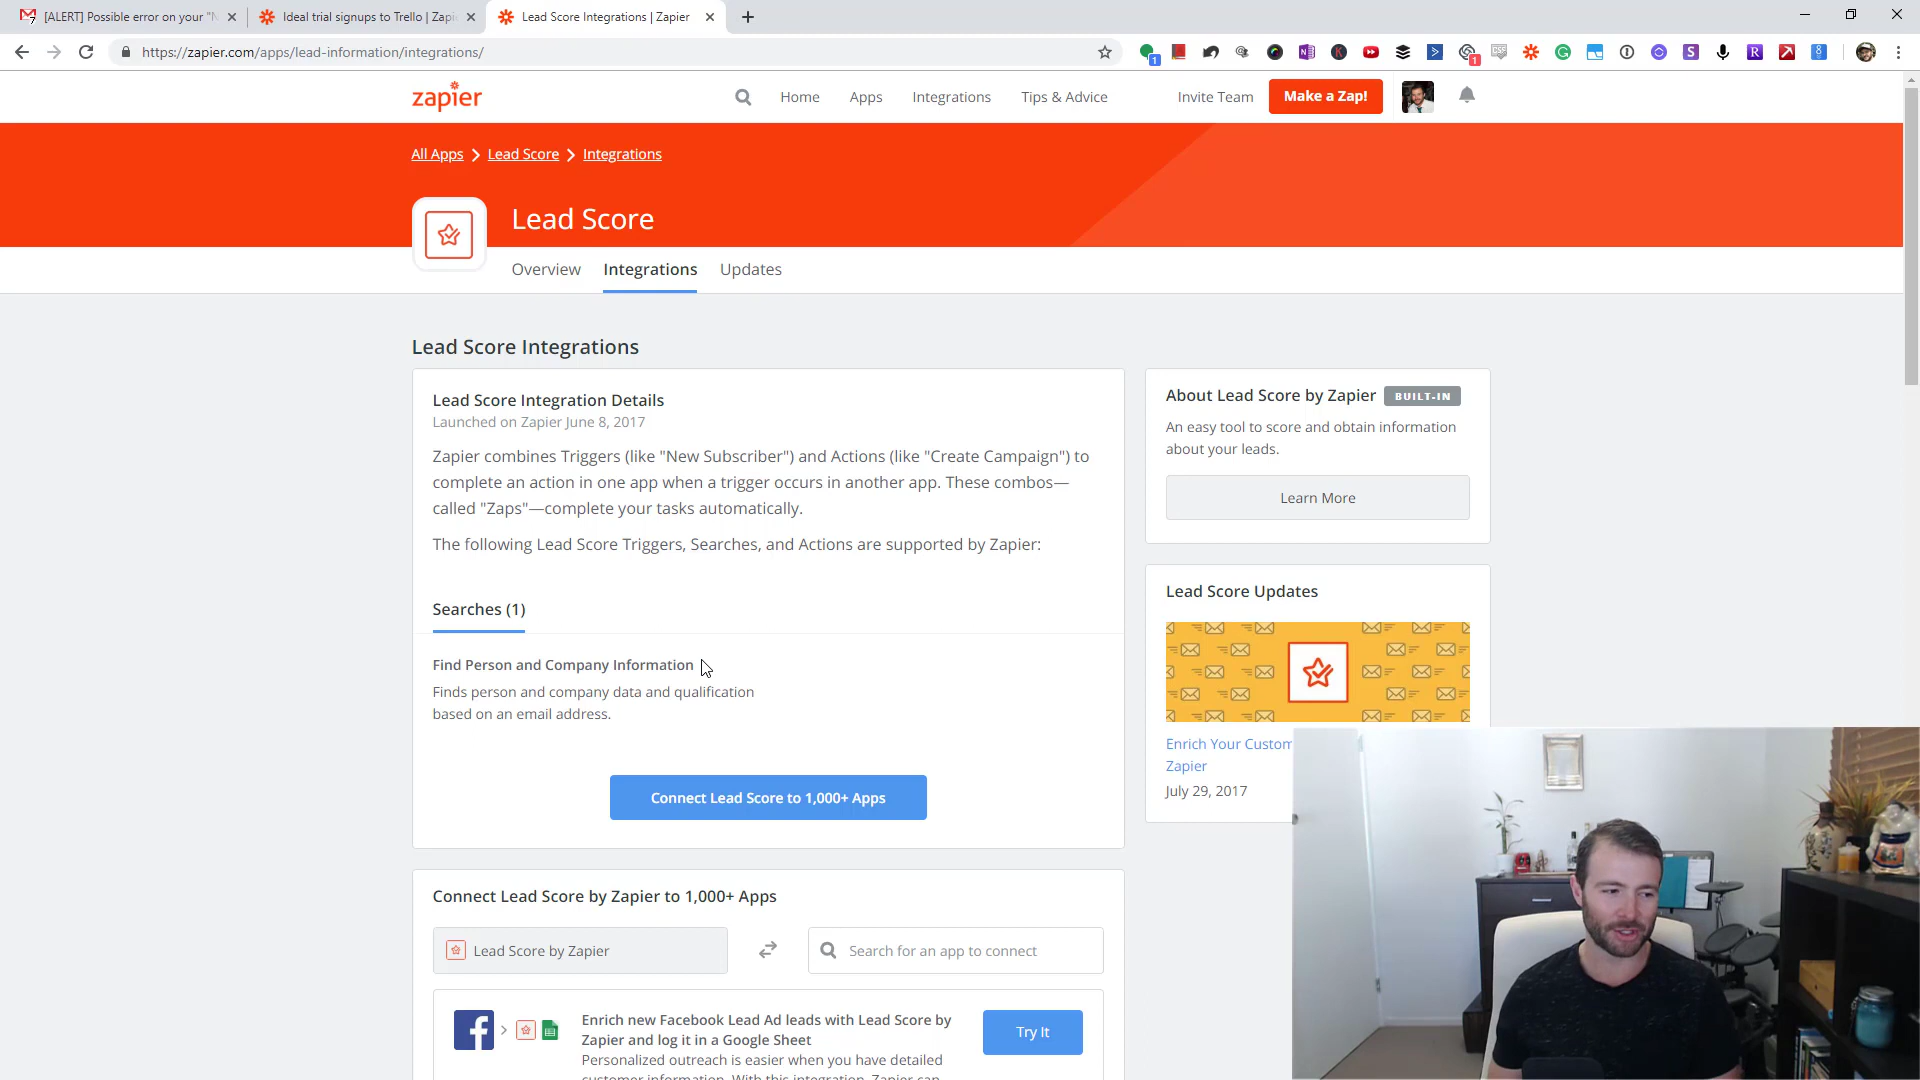 [ALERT] Possible error on your "N
Ideal trial signups to Trello | Zapi
Lead Score Integrations | Zapier
https://zapier.com/apps/lead-information/integrations/
1
1
zapier
Home
Apps
Integrations
Tips & Advice
Invite Team
Make a Zap!
All Apps
Lead Score
Integrations
Lead Score
Overview
Integrations
Updates
Lead Score Integrations
Lead Score Integration Details
Launched on Zapier June 8, 2017
Zapier combines Triggers (like "New Subscriber") and Actions (like "Create Campaign") to
complete an action in one app when a trigger occurs in another app. These combos—
called "Zaps"—complete your tasks automatically.
The following Lead Score Triggers, Searches, and Actions are supported by Zapier:
Searches (1)
Find Person and Company Information
Finds person and company data and qualification
based on an email address.
Connect Lead Score to 1,000+ Apps
About Lead Score by Zapier BUILT-IN
An easy tool to score and obtain information
about your leads.
Learn More
Lead Score Updates
Enrich Your Custom
Zapier
July 29, 2017
Connect Lead Score by Zapier to 1,000+ Apps
Lead Score by Zapier
Search for an app to connect
Enrich new Facebook Lead Ad leads with Lead Score by
Zapier and log it in a Google Sheet
Personalized outreach is easier when you have detailed
customer information. With this integration, Zapier can
Try It